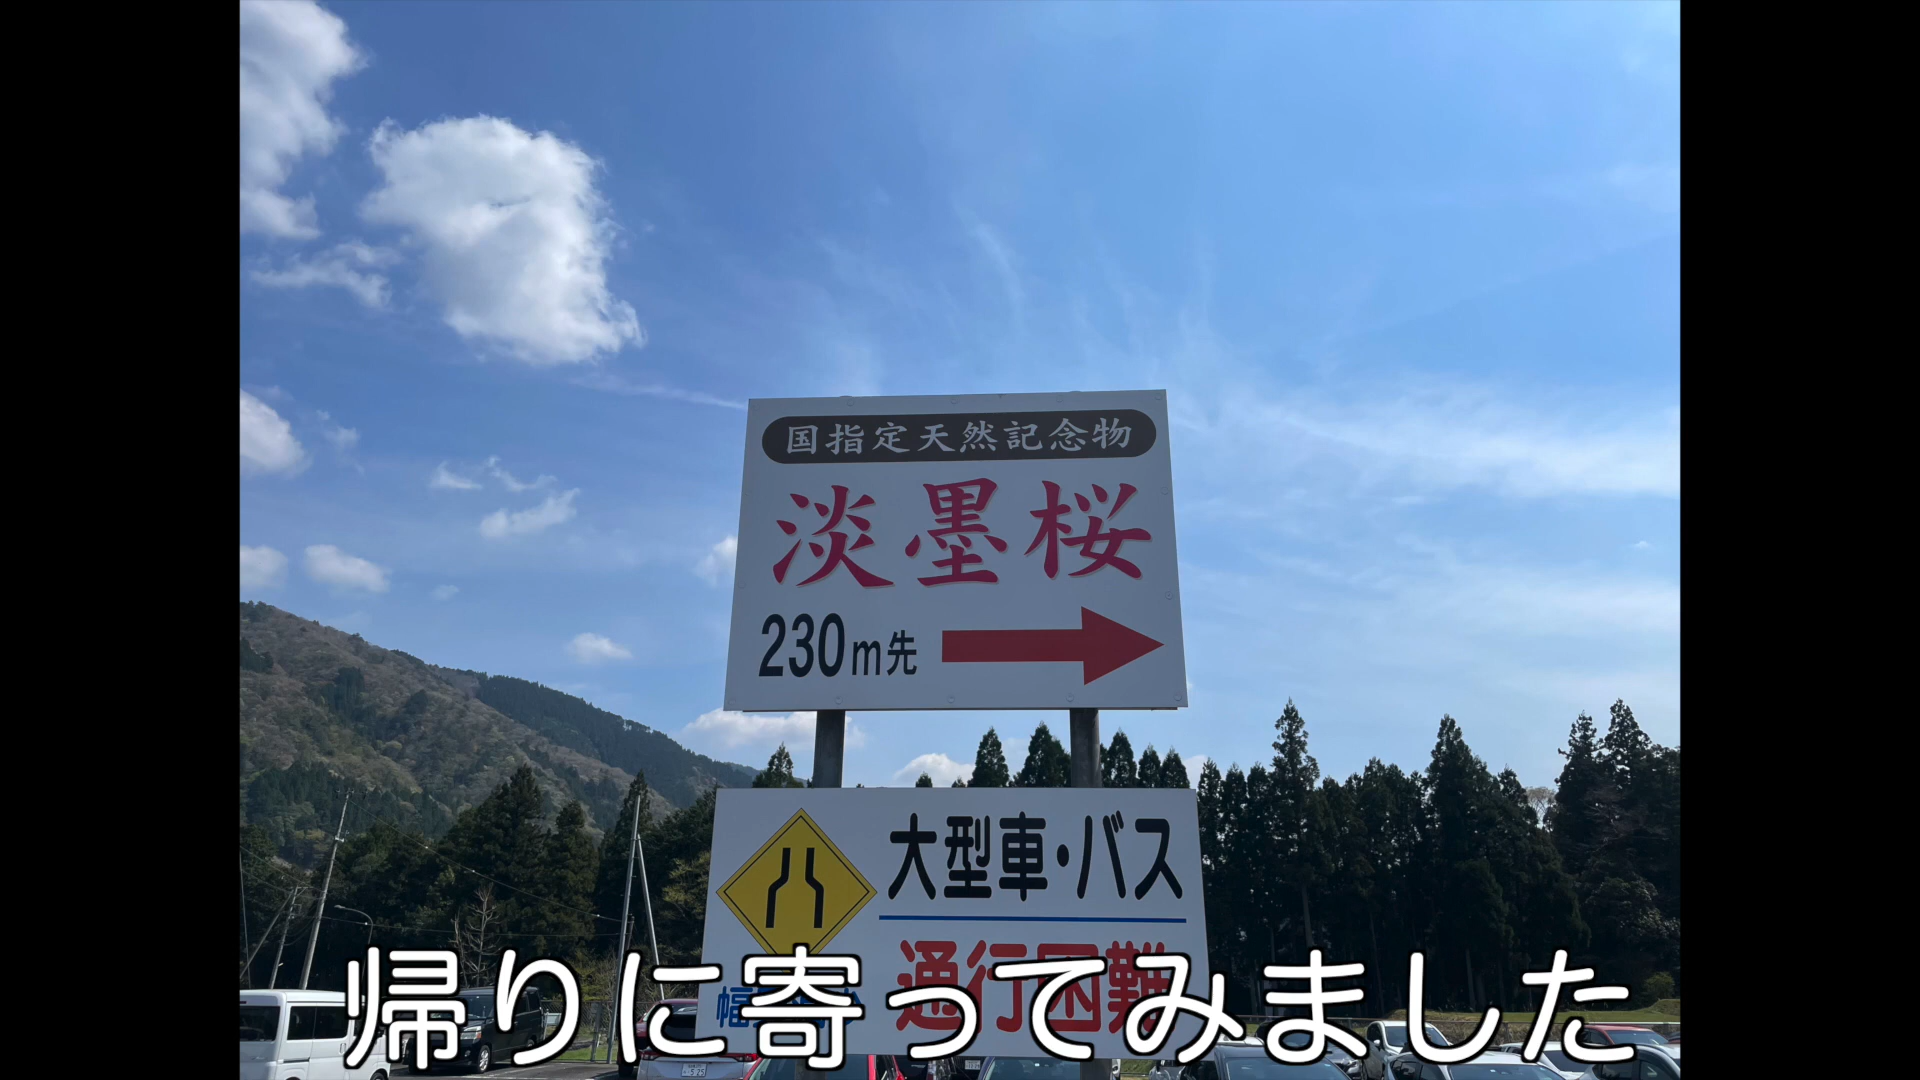 国指定天然記念物
淡墨桜
230m先
大型車・バス
通行困難
帰りに寄ってみました